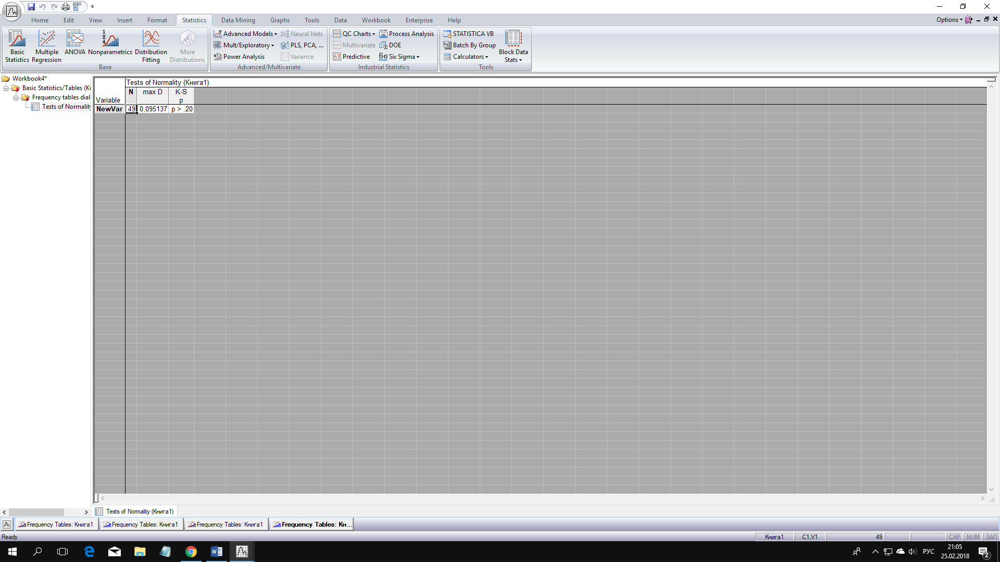 Home Edit View Insert Format Statistics Data Mining Graphs Tools Data Workbook Enterprise Help Options
Basic Statistics
Multiple Regression
ANOVA
Nonparametrics
Distribution Fitting
More Distributions
Base
Advanced Models Neural Nets
Mult/Exploratory PLS, PCA, ...
Power Analysis Variance
Advanced/Multivariate
QC Charts Process Analysis
Multivariate DOE
Predictive Six Sigma
Industrial Statistics
STATISTICA VB
Batch By Group
Calculators
Block Data Stats
Tools
Workbook4*
Basic Statistics/Tables (Кн
Frequency tables dial
Tests of Normality
Tests of Normality (Книга1)
Variable N max D K-S p
NewVar 49 0,095137 p > .20
Tests of Normality (Книга1)
Frequency Tables: Книга1 Frequency Tables: Книга1 Frequency Tables: Книга1 Frequency Tables: Кн...
Ready Книга1 C1,V1 49 CAP NUM ЗАП
РУС 21:05
25.02.2018
2